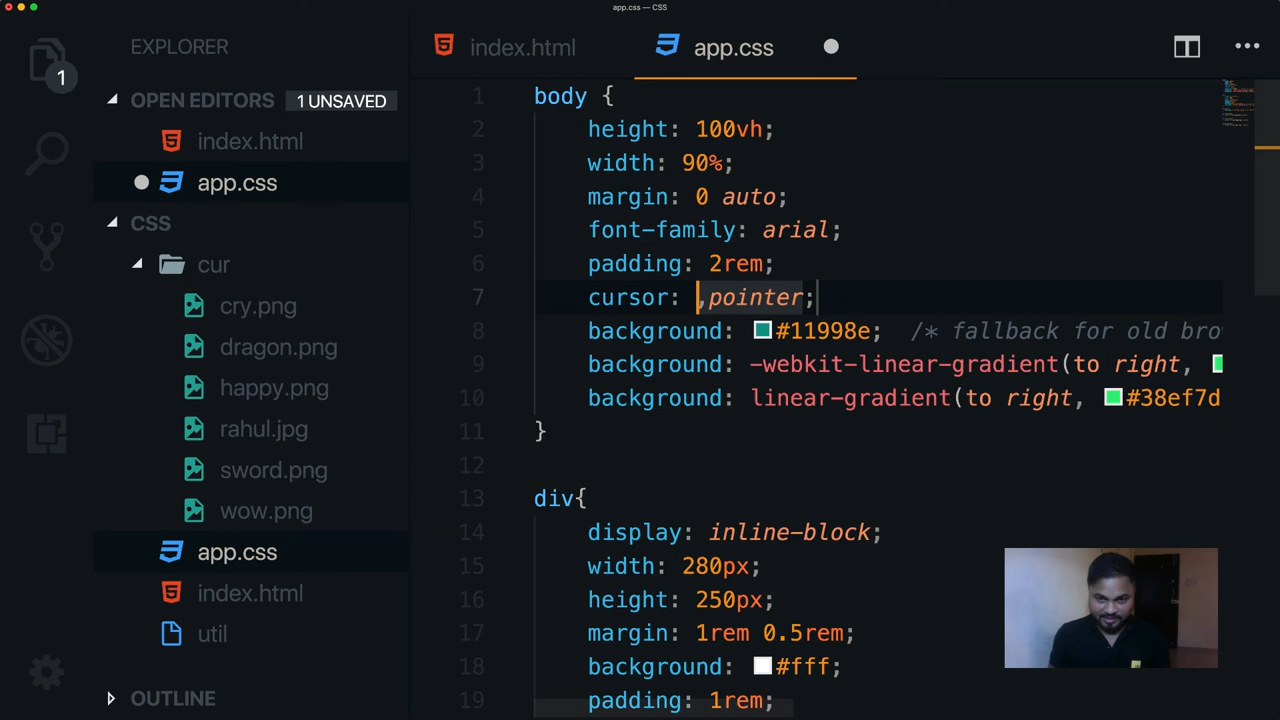 app.css — CSS
EXPLORER
1
OPEN EDITORS 1 UNSAVED
index.html
app.css
CSS
cur
cry.png
dragon.png
happy.png
rahul.jpg
sword.png
wow.png
app.css
index.html
util
OUTLINE
index.html
app.css
1 body {
2 height: 100vh;
3 width: 90%;
4 margin: 0 auto;
5 font-family: arial;
6 padding: 2rem;
7 cursor: ,pointer;
8 background: #11998e; /* fallback for old bro
9 background: -webkit-linear-gradient(to right,
10 background: linear-gradient(to right, #38ef7d
11 }
12
13 div{
14 display: inline-block;
15 width: 280px;
16 height: 250px;
17 margin: 1rem 0.5rem;
18 background: #fff;
19 padding: 1rem;